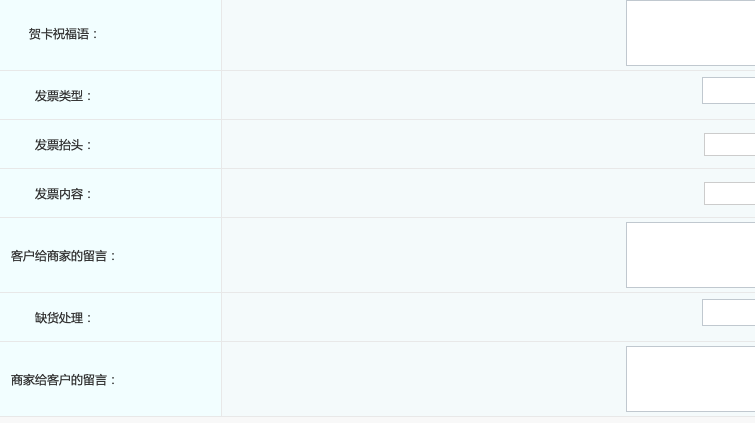 贺卡祝福语：
发票类型：
发票抬头：
发票内容：
客户给商家的留言：
缺货处理：
商家给客户的留言：